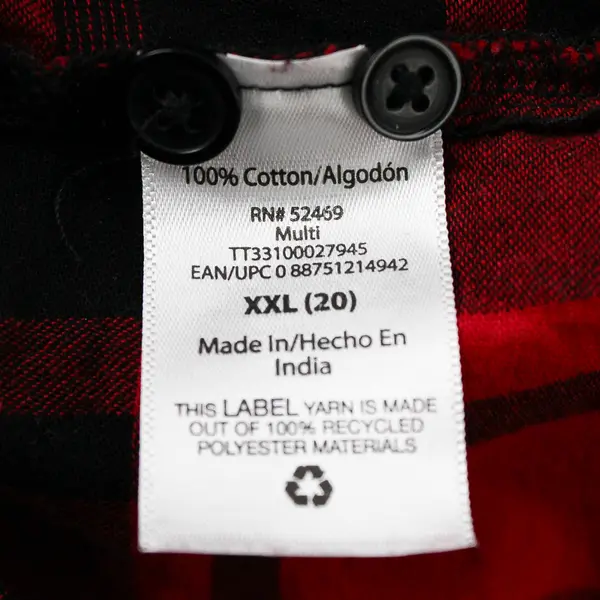 100% Cotton/Algodón
RN# 52469
Multi
TT33100027945
EAN/UPC 0 88751214942
XXL (20)
Made In/Hecho En
India
THIS LABEL YARN IS MADE
OUT OF 100% RECYCLED
POLYESTER MATERIALS